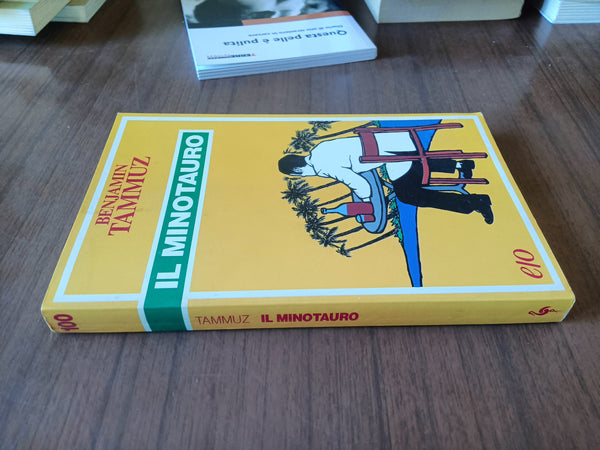 BENJAMIN
TAMMUZ
IL MINOTAURO
e/o
100
TAMMUZ IL MINOTAURO
Questa pelle è pulita